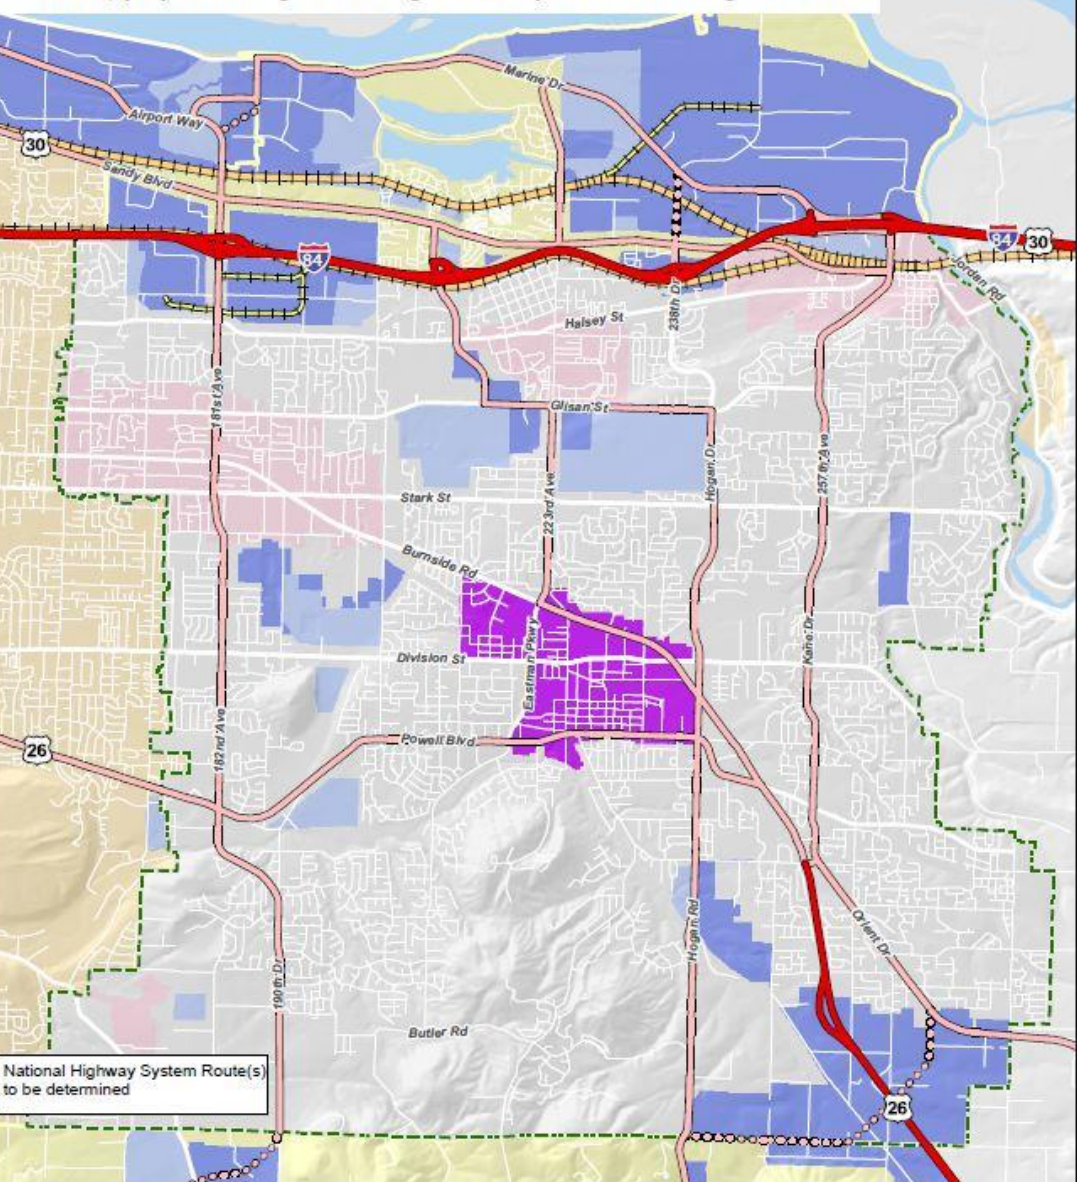 Marine Dr
Airport Way
30
Sandy Blvd
84
84
30
Jordan Rd
238th Dr
Halsey St
181st Ave
Glisan St
Hogan Dr
257th Ave
223rd Ave
Stark St
Burnside Rd
Eastman Pkwy
Kane Dr
Division St
182nd Ave
Powell Blvd
26
Hogan Rd
Orient Dr
190th Dr
Butler Rd
National Highway System Route(s)
to be determined
26